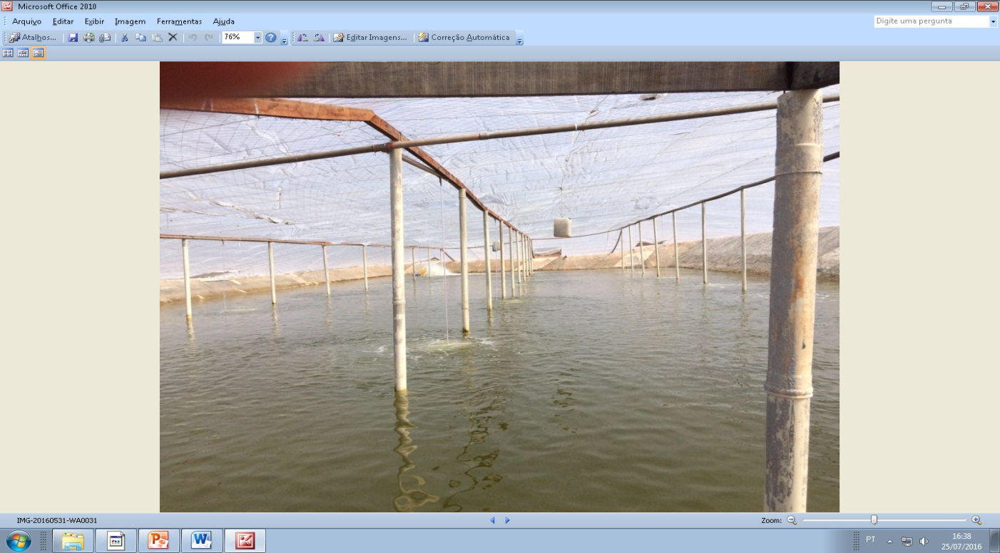 Microsoft Office 2010
Arquivo Editar Exibir Imagem Ferramentas Ajuda
Digite uma pergunta
Atalhos... 76% Editar Imagens... Correção Automática
IMG-20160531-WA0031
Zoom:
PT
16:38
25/07/2016